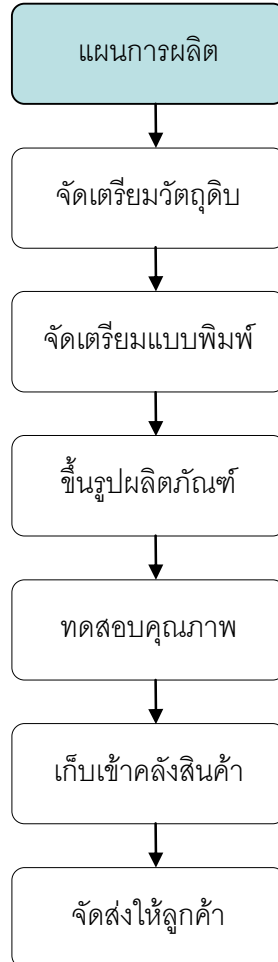 แผนการผลิต
จัดเตรียมวัตถุดิบ
จัดเตรียมแบบพิมพ์
ขึ้นรูปผลิตภัณฑ์
ทดสอบคุณภาพ
เก็บเข้าคลังสินค้า
จัดส่งให้ลูกค้า